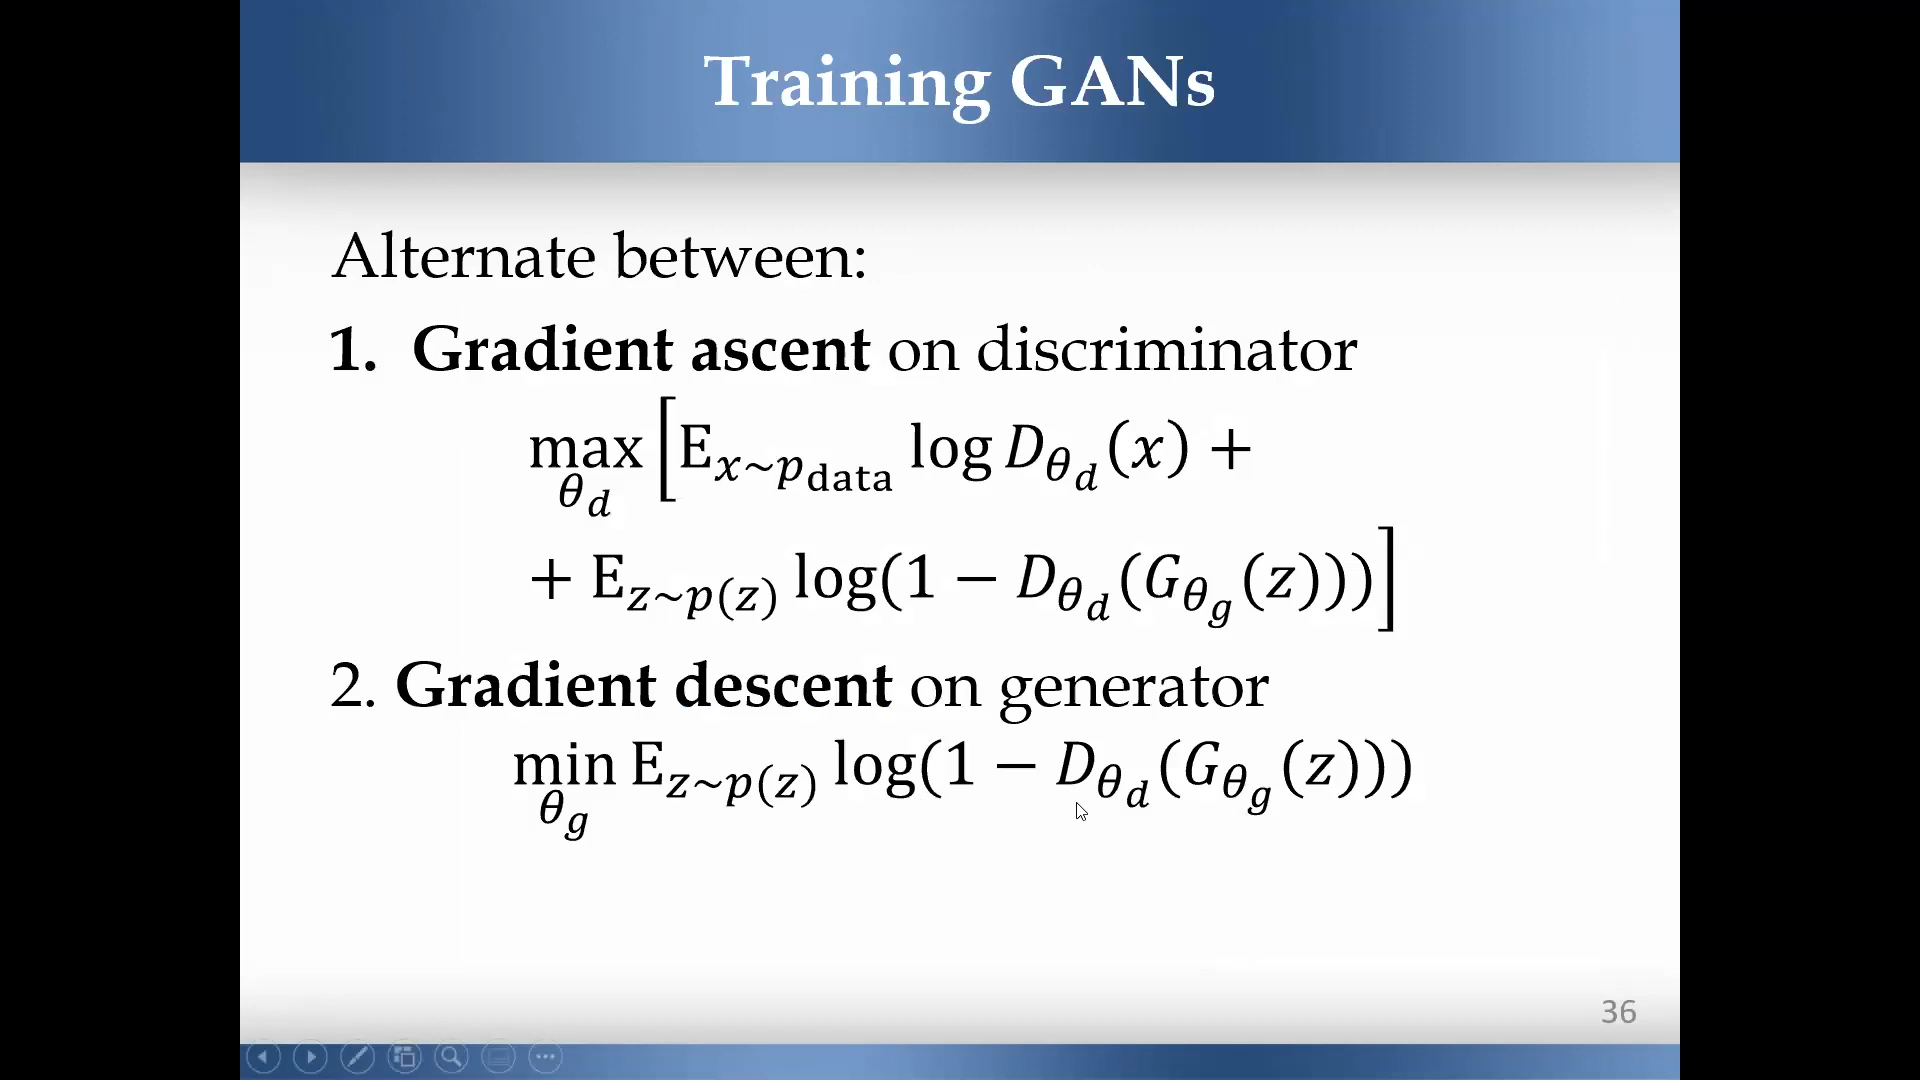 Training GANs
Alternate between:
1. Gradient ascent on discriminator
max_{θ_d} [E_{x~p_data} log D_{θ_d}(x) +
+ E_{z~p(z)} log(1 − D_{θ_d}(G_{θ_g}(z)))]
2. Gradient descent on generator
min_{θ_g} E_{z~p(z)} log(1 − D_{θ_d}(G_{θ_g}(z)))
36